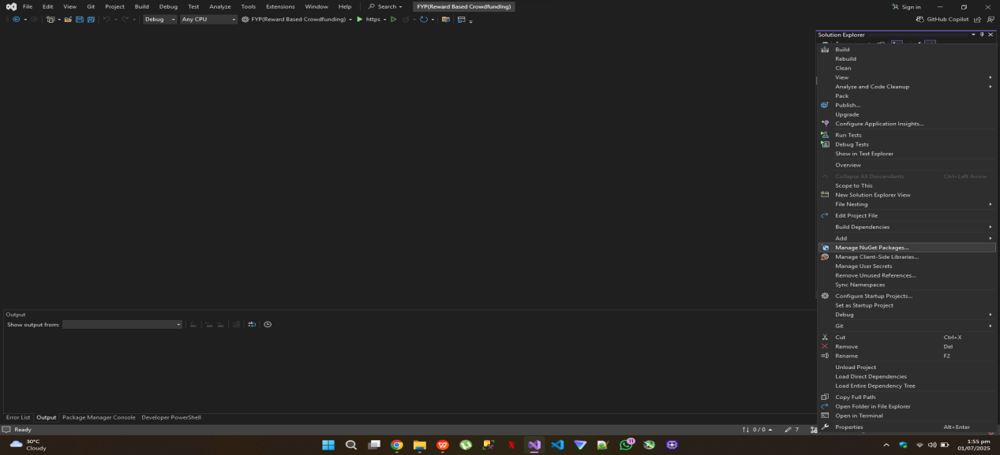 File Edit View Git Project Build Debug Test Analyze Tools Extensions Window Help Search FYP(Reward Based Crowdfunding) Sign in
Debug Any CPU FYP(Reward Based Crowdfunding) https GitHub Copilot
Solution Explorer
Build
Rebuild
Clean
View
Analyze and Code Cleanup
Pack
Publish...
Upgrade
Configure Application Insights...
Run Tests
Debug Tests
Show in Test Explorer
Overview
Collapse All Descendants Ctrl+Left Arrow
Scope to This
New Solution Explorer View
File Nesting
Edit Project File
Build Dependencies
Add
Manage NuGet Packages...
Manage Client-Side Libraries...
Manage User Secrets
Remove Unused References...
Sync Namespaces
Configure Startup Projects...
Set as Startup Project
Debug
Git
Cut Ctrl+X
Remove Del
Rename F2
Unload Project
Load Direct Dependencies
Load Entire Dependency Tree
Copy Full Path
Open Folder in File Explorer
Open in Terminal
Properties Alt+Enter
Output
Show output from:
Error List Output Package Manager Console Developer PowerShell
Ready 0 / 0 7
30°C
Cloudy
1:55 pm
01/07/2025